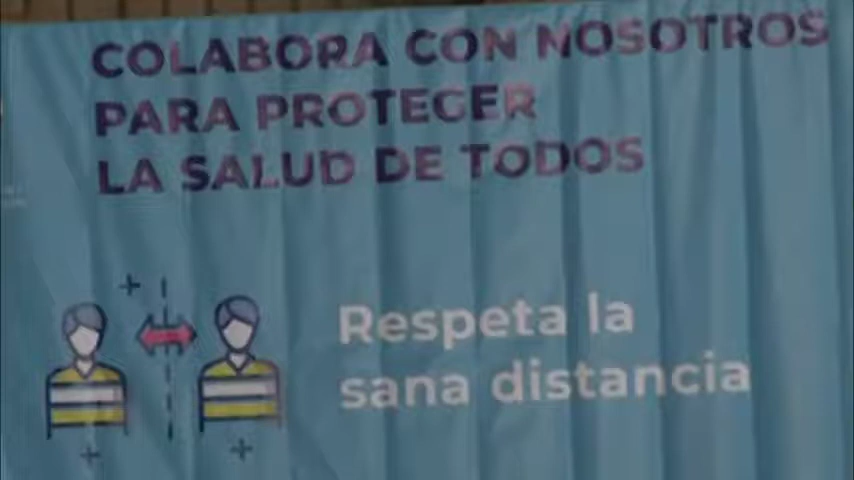 COLABORA CON NOSOTROS
PARA PROTEGER
LA SALUD DE TODOS
Respeta la
sana distancia